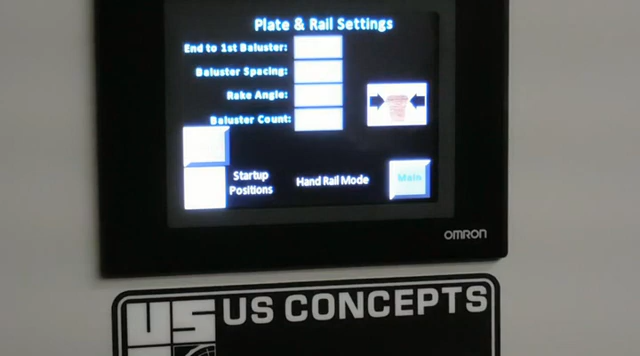 Plate & Rail Settings
End to 1st Baluster:
Baluster Spacing:
Rake Angle:
Baluster Count:
Startup
Positions
Hand Rail Mode
Main
OMRON
US
US CONCEPTS